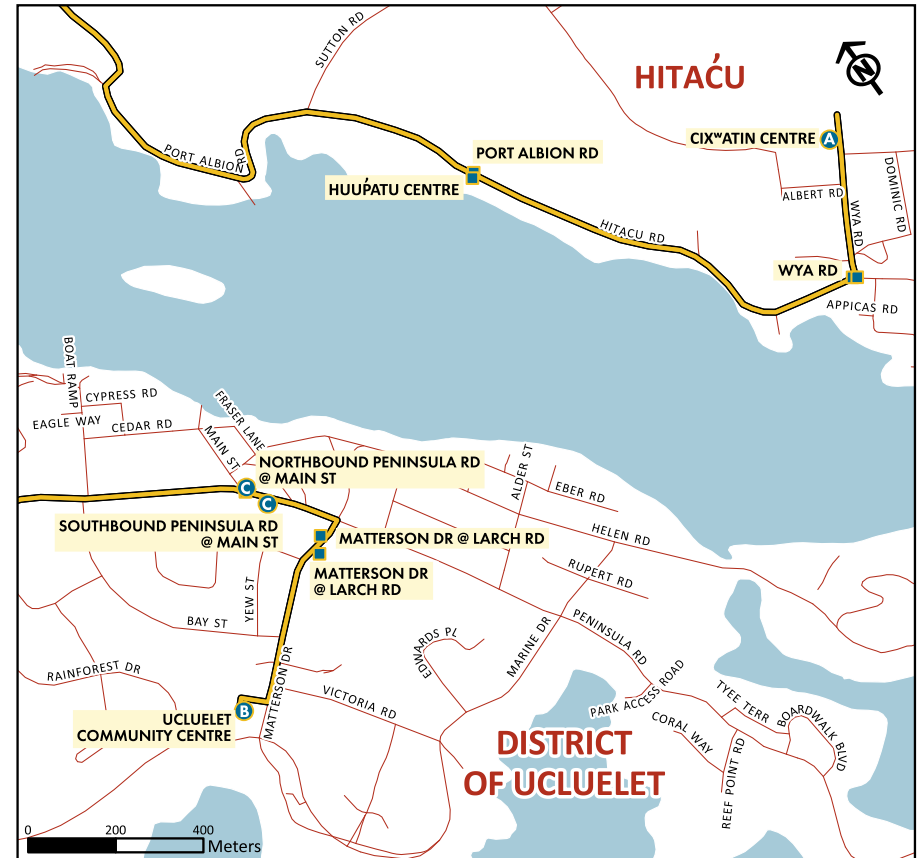 SUTTON RD
HITAC̓U
N
CIXʷATIN CENTRE
A
PORT ALBION RD
PORT ALBION RD
HUUP̓ATU CENTRE
ALBERT RD
DOMINIC RD
WYA RD
HITACU RD
WYA RD
APPICAS RD
BOAT RAMP
CYPRESS RD
EAGLE WAY
CEDAR RD
FRASER LANE
MAIN ST
NORTHBOUND PENINSULA RD
@ MAIN ST
C
C
SOUTHBOUND PENINSULA RD
@ MAIN ST
ALDER ST
EBER RD
HELEN RD
MATTERSON DR @ LARCH RD
MATTERSON DR
@ LARCH RD
RUPERT RD
YEW ST
BAY ST
EDWARDS PL
MARINE DR
PENINSULA RD
RAINFOREST DR
MATTERSON DR
VICTORIA RD
PARK ACCESS ROAD
TYEE TERR
BOARDWALK BLVD
CORAL WAY
REEF POINT RD
B
UCLUELET
COMMUNITY CENTRE
DISTRICT
OF UCLUELET
0 200 400
Meters